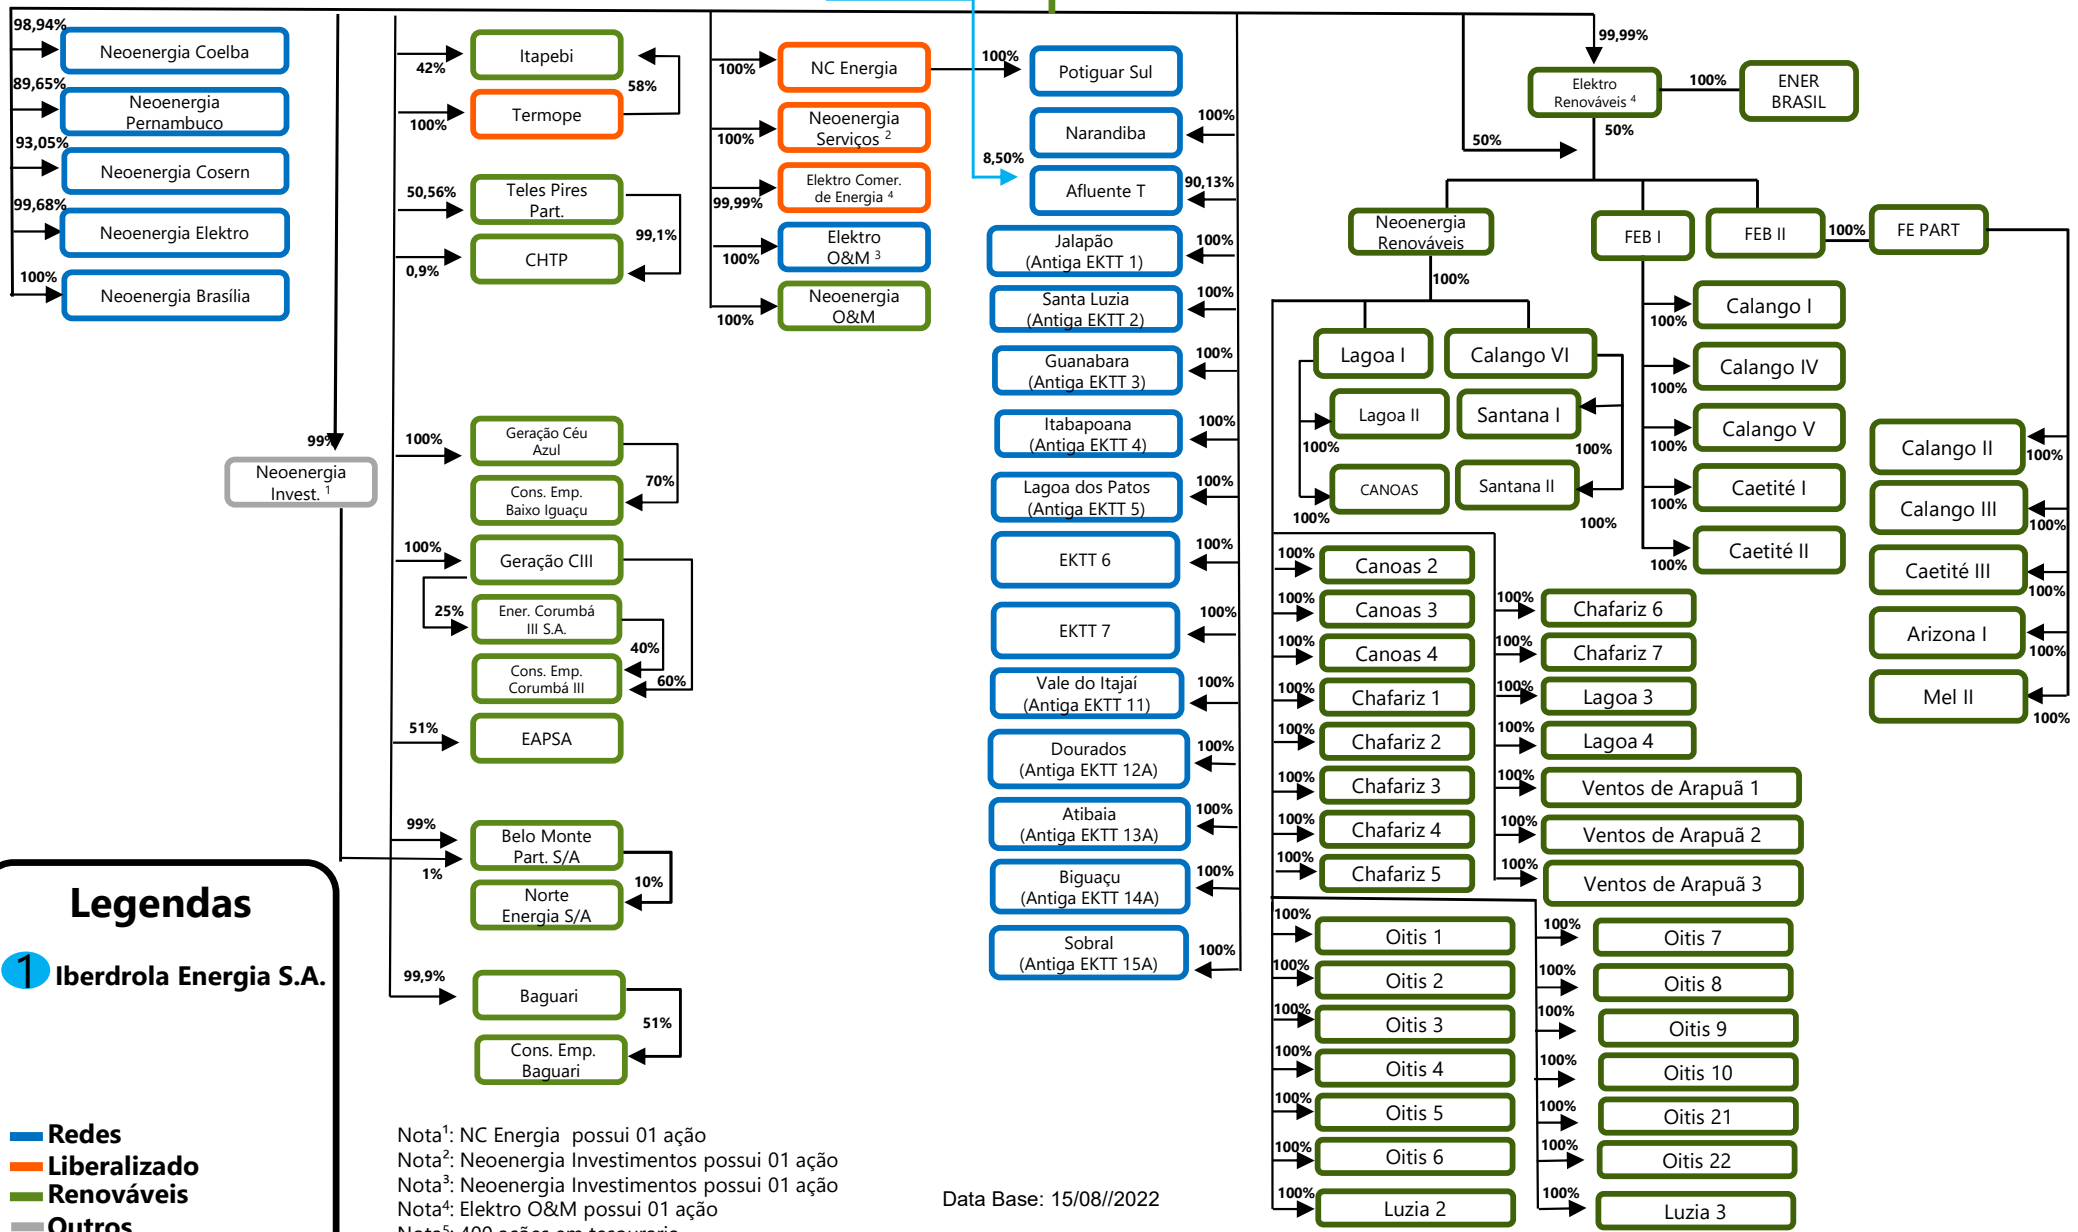 98,94%
Neoenergia Coelba
89,65%
Neoenergia
Pernambuco
93,05%
Neoenergia Cosern
99,68%
Neoenergia Elektro
100%
Neoenergia Brasília
99%
Neoenergia
Invest. ¹
42%
Itapebi
58%
100%
Termope
50,56%
Teles Pires
Part.
99,1%
0,9%
CHTP
100%
Geração Céu
Azul
70%
Cons. Emp.
Baixo Iguaçu
100%
Geração CIII
25%
Ener. Corumbá
III S.A.
40%
Cons. Emp.
Corumbá III
60%
51%
EAPSA
99%
Belo Monte
Part. S/A
1%
10%
Norte
Energia S/A
99,9%
Baguari
51%
Cons. Emp.
Baguari
100%
NC Energia
100%
Neoenergia
Serviços ²
100%
Elektro Comer.
de Energia ⁴
99,99%
Elektro
O&M ³
100%
Neoenergia
O&M
100%
Potiguar Sul
100%
Narandiba
100%
8,50%
Afluente T
90,13%
Jalapão
(Antiga EKTT 1)
100%
Santa Luzia
(Antiga EKTT 2)
100%
Guanabara
(Antiga EKTT 3)
100%
Itabapoana
(Antiga EKTT 4)
100%
Lagoa dos Patos
(Antiga EKTT 5)
100%
EKTT 6
100%
EKTT 7
100%
Vale do Itajaí
(Antiga EKTT 11)
100%
Dourados
(Antiga EKTT 12A)
100%
Atibaia
(Antiga EKTT 13A)
100%
Biguaçu
(Antiga EKTT 14A)
100%
Sobral
(Antiga EKTT 15A)
100%
99,99%
Elektro
Renováveis ⁴
100%
ENER
BRASIL
50%
50%
Neoenergia
Renováveis
FEB I
FEB II
100%
FE PART
100%
Lagoa I
Calango VI
Lagoa II
100%
Santana I
100%
CANOAS
100%
Santana II
100%
Calango I
100%
Calango IV
100%
Calango V
100%
Caetité I
100%
Caetité II
100%
Calango II
100%
Calango III
100%
Caetité III
100%
Arizona I
100%
Mel II
100%
100%
Canoas 2
100%
Canoas 3
100%
Canoas 4
100%
Chafariz 1
100%
Chafariz 2
100%
Chafariz 3
100%
Chafariz 4
100%
Chafariz 5
100%
Chafariz 6
100%
Chafariz 7
100%
Lagoa 3
100%
Lagoa 4
100%
Ventos de Arapuã 1
100%
Ventos de Arapuã 2
100%
Ventos de Arapuã 3
100%
Oitis 1
100%
Oitis 2
100%
Oitis 3
100%
Oitis 4
100%
Oitis 5
100%
Oitis 6
100%
Luzia 2
100%
Oitis 7
100%
Oitis 8
100%
Oitis 9
100%
Oitis 10
100%
Oitis 21
100%
Oitis 22
100%
Luzia 3
Legendas
1 Iberdrola Energia S.A.
Redes
Liberalizado
Renováveis
Outros
Nota¹: NC Energia possui 01 ação
Nota²: Neoenergia Investimentos possui 01 ação
Nota³: Neoenergia Investimentos possui 01 ação
Nota⁴: Elektro O&M possui 01 ação
Nota⁵: 400 ações em tesouraria
Data Base: 15/08//2022